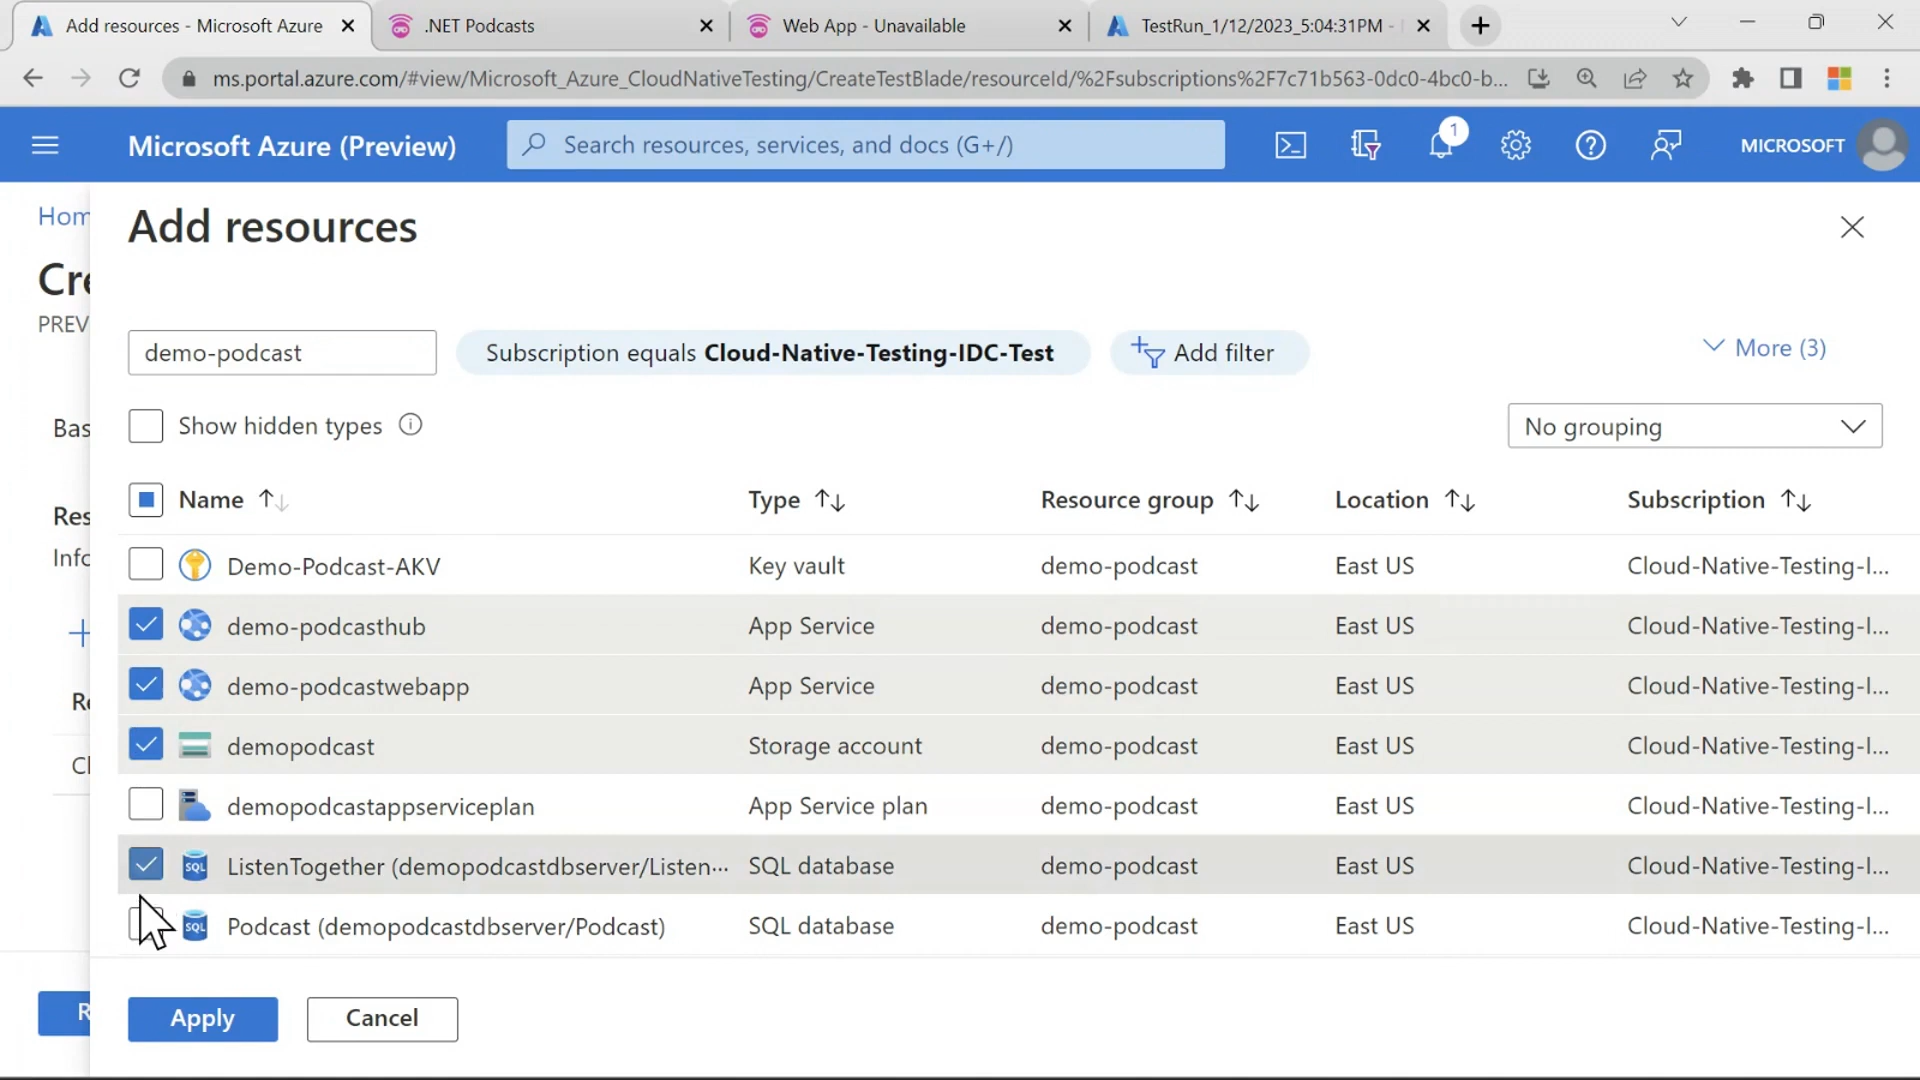 Add resources - Microsoft Azure
.NET Podcasts
Web App - Unavailable
TestRun_1/12/2023_5:04:31PM -
ms.portal.azure.com/#view/Microsoft_Azure_CloudNativeTesting/CreateTestBlade/resourceId/%2Fsubscriptions%2F7c71b563-0dc0-4bc0-b...
Microsoft Azure (Preview)
Search resources, services, and docs (G+/)
1
MICROSOFT
Hom
Add resources
Cre
PREV
demo-podcast
Subscription equals Cloud-Native-Testing-IDC-Test
Add filter
More (3)
Bas
Show hidden types
No grouping
Res
Name
Type
Resource group
Location
Subscription
Info
Demo-Podcast-AKV Key vault demo-podcast East US Cloud-Native-Testing-I...
demo-podcasthub App Service demo-podcast East US Cloud-Native-Testing-I...
demo-podcastwebapp App Service demo-podcast East US Cloud-Native-Testing-I...
demopodcast Storage account demo-podcast East US Cloud-Native-Testing-I...
demopodcastappserviceplan App Service plan demo-podcast East US Cloud-Native-Testing-I...
SQL ListenTogether (demopodcastdbserver/Listen... SQL database demo-podcast East US Cloud-Native-Testing-I...
SQL Podcast (demopodcastdbserver/Podcast) SQL database demo-podcast East US Cloud-Native-Testing-I...
Apply
Cancel